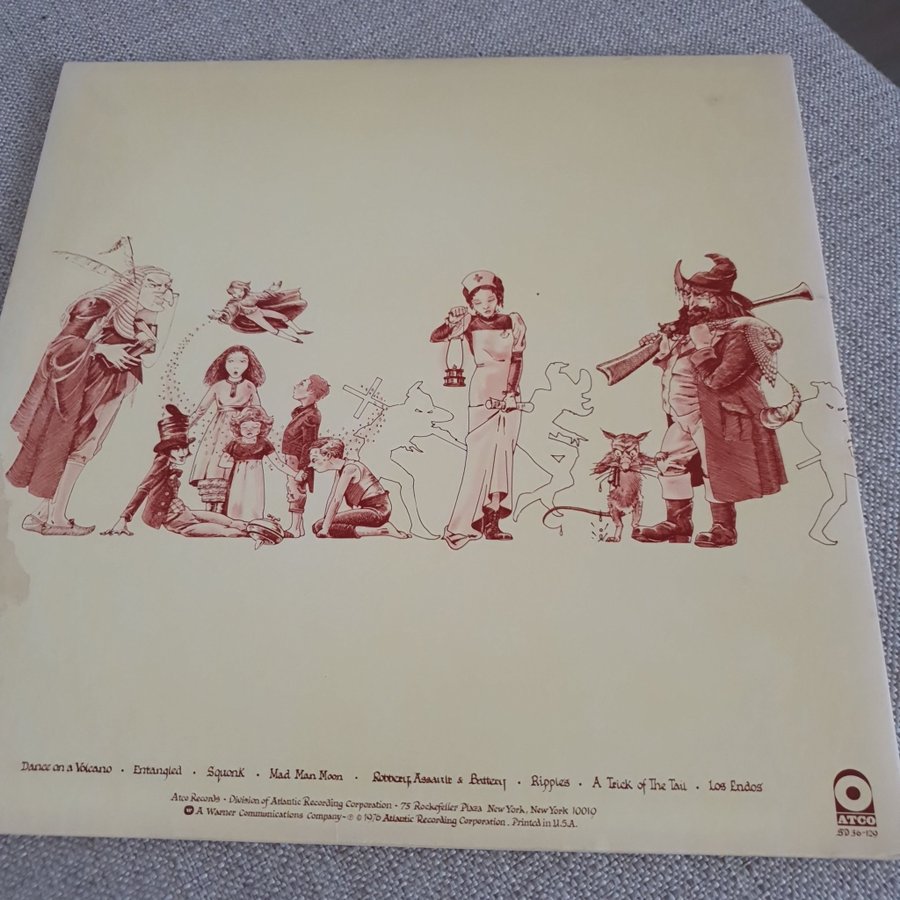 Dance on a Volcano · Entangled · Squonk · Mad Man Moon · Robbery, Assault & Battery · Ripples · A Trick of The Tail · Los Endos
Atco Records · Division of Atlantic Recording Corporation · 75 Rockefeller Plaza New York, New York 10019
A Warner Communications Company · ℗ © 1976 Atlantic Recording Corporation. Printed in U.S.A.
ATCO
SD 36-129